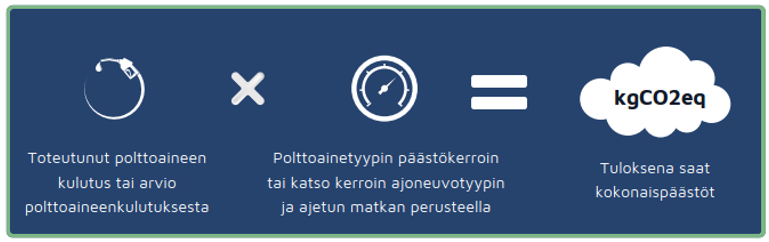 Toteutunut polttoaineen
kulutus tai arvio
polttoaineenkulutuksesta
Polttoainetyypin päästökerroin
tai katso kerroin ajoneuvotyypin
ja ajetun matkan perusteella
kgCO2eq
Tuloksena saat
kokonaispäästöt